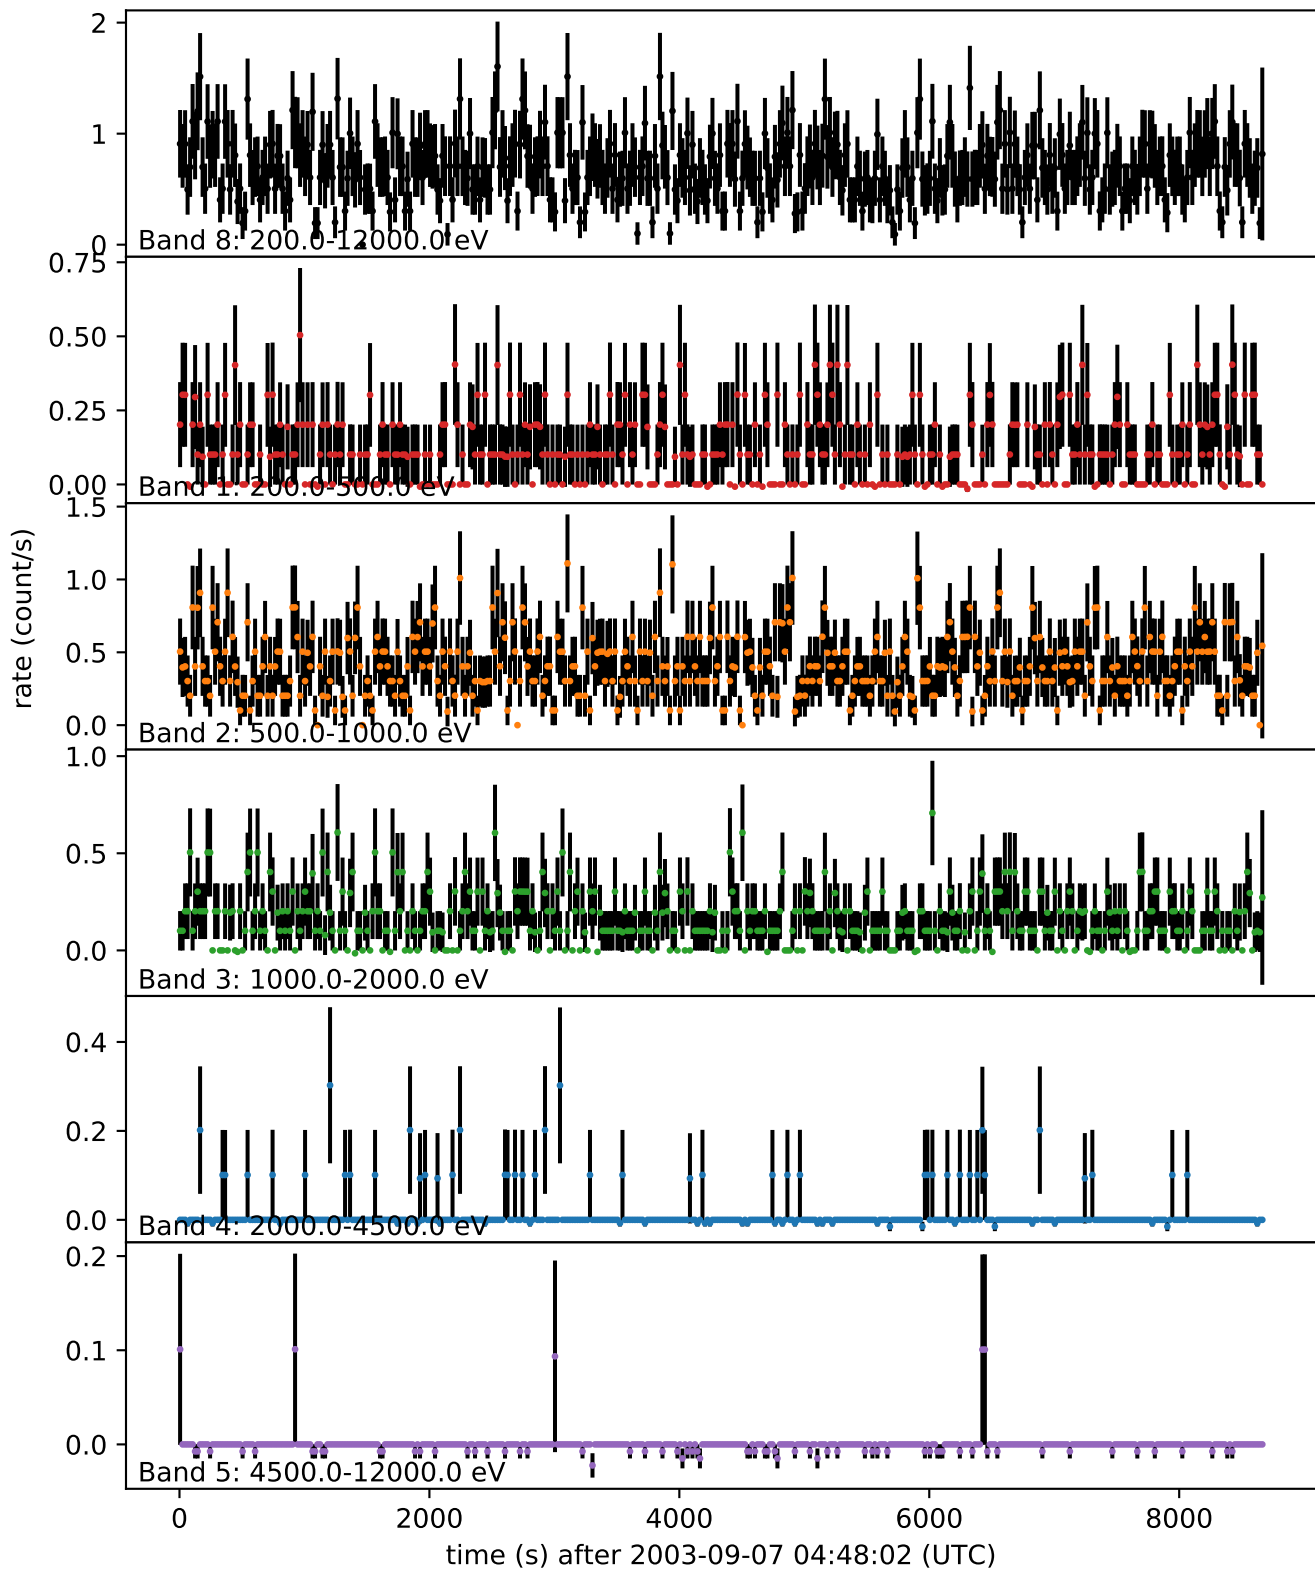 2
1
0
Band 8: 200.0-12000.0 eV
0.75
0.50
0.25
0.00
Band 1: 200.0-500.0 eV
1.5
1.0
0.5
0.0
Band 2: 500.0-1000.0 eV
1.0
0.5
0.0
Band 3: 1000.0-2000.0 eV
0.4
0.2
0.0
Band 4: 2000.0-4500.0 eV
0.2
0.1
0.0
Band 5: 4500.0-12000.0 eV
rate (count/s)
0 2000 4000 6000 8000
time (s) after 2003-09-07 04:48:02 (UTC)